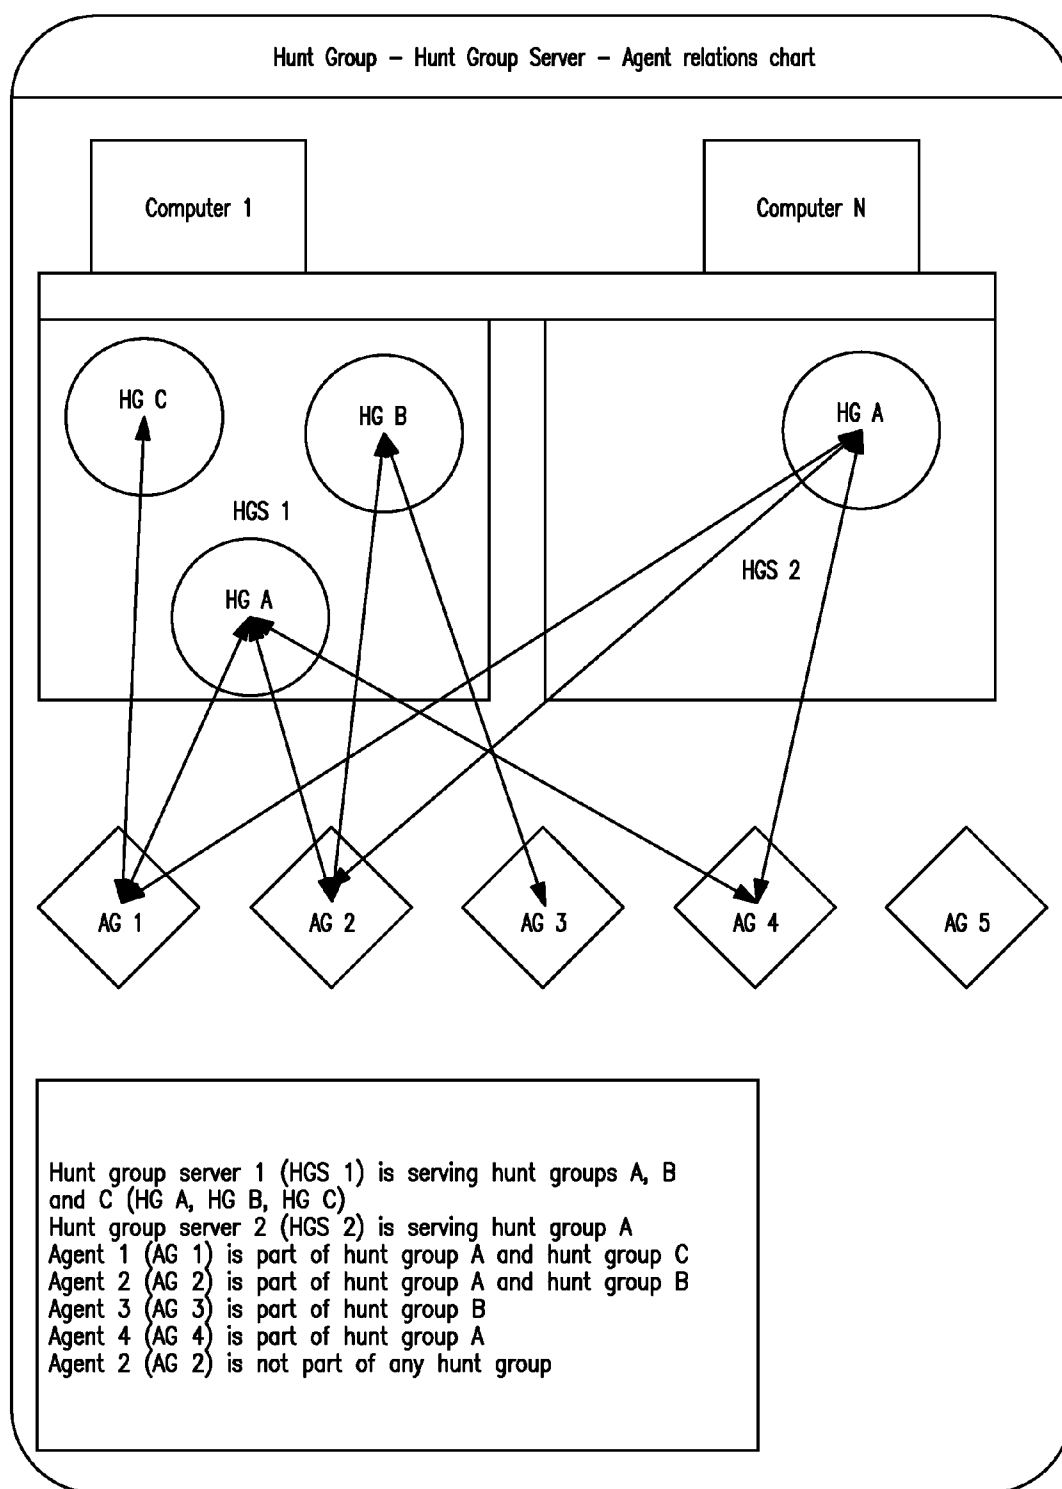 Hunt Group – Hunt Group Server – Agent relations chart
Computer 1
Computer N
HG C
HG B
HG A
HGS 1
HGS 2
HG A
AG 1
AG 2
AG 3
AG 4
AG 5
Hunt group server 1 (HGS 1) is serving hunt groups A, B
and C (HG A, HG B, HG C)
Hunt group server 2 (HGS 2) is serving hunt group A
Agent 1 (AG 1) is part of hunt group A and hunt group C
Agent 2 (AG 2) is part of hunt group A and hunt group B
Agent 3 (AG 3) is part of hunt group B
Agent 4 (AG 4) is part of hunt group A
Agent 2 (AG 2) is not part of any hunt group